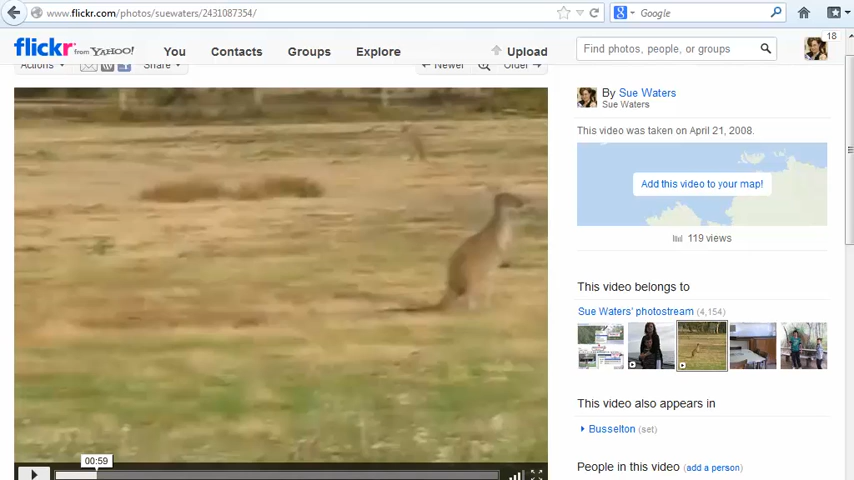 www.flickr.com/photos/suewaters/2431087354/
Google
18
flickr from YAHOO!
You
Contacts
Groups
Explore
Upload
Find photos, people, or groups
Actions
Share
Newer
Older
By Sue Waters
Sue Waters
This video was taken on April 21, 2008.
Add this video to your map!
119 views
This video belongs to
Sue Waters' photostream (4,154)
This video also appears in
Busselton (set)
00:59
People in this video (add a person)